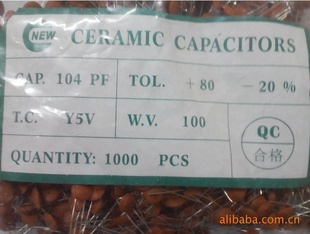 NEW CERAMIC CAPACITORS
CAP. 104 PF TOL. +80 -20%
T.C. Y5V W.V. 100
QC
合格
QUANTITY: 1000 PCS
alibaba.com.cn